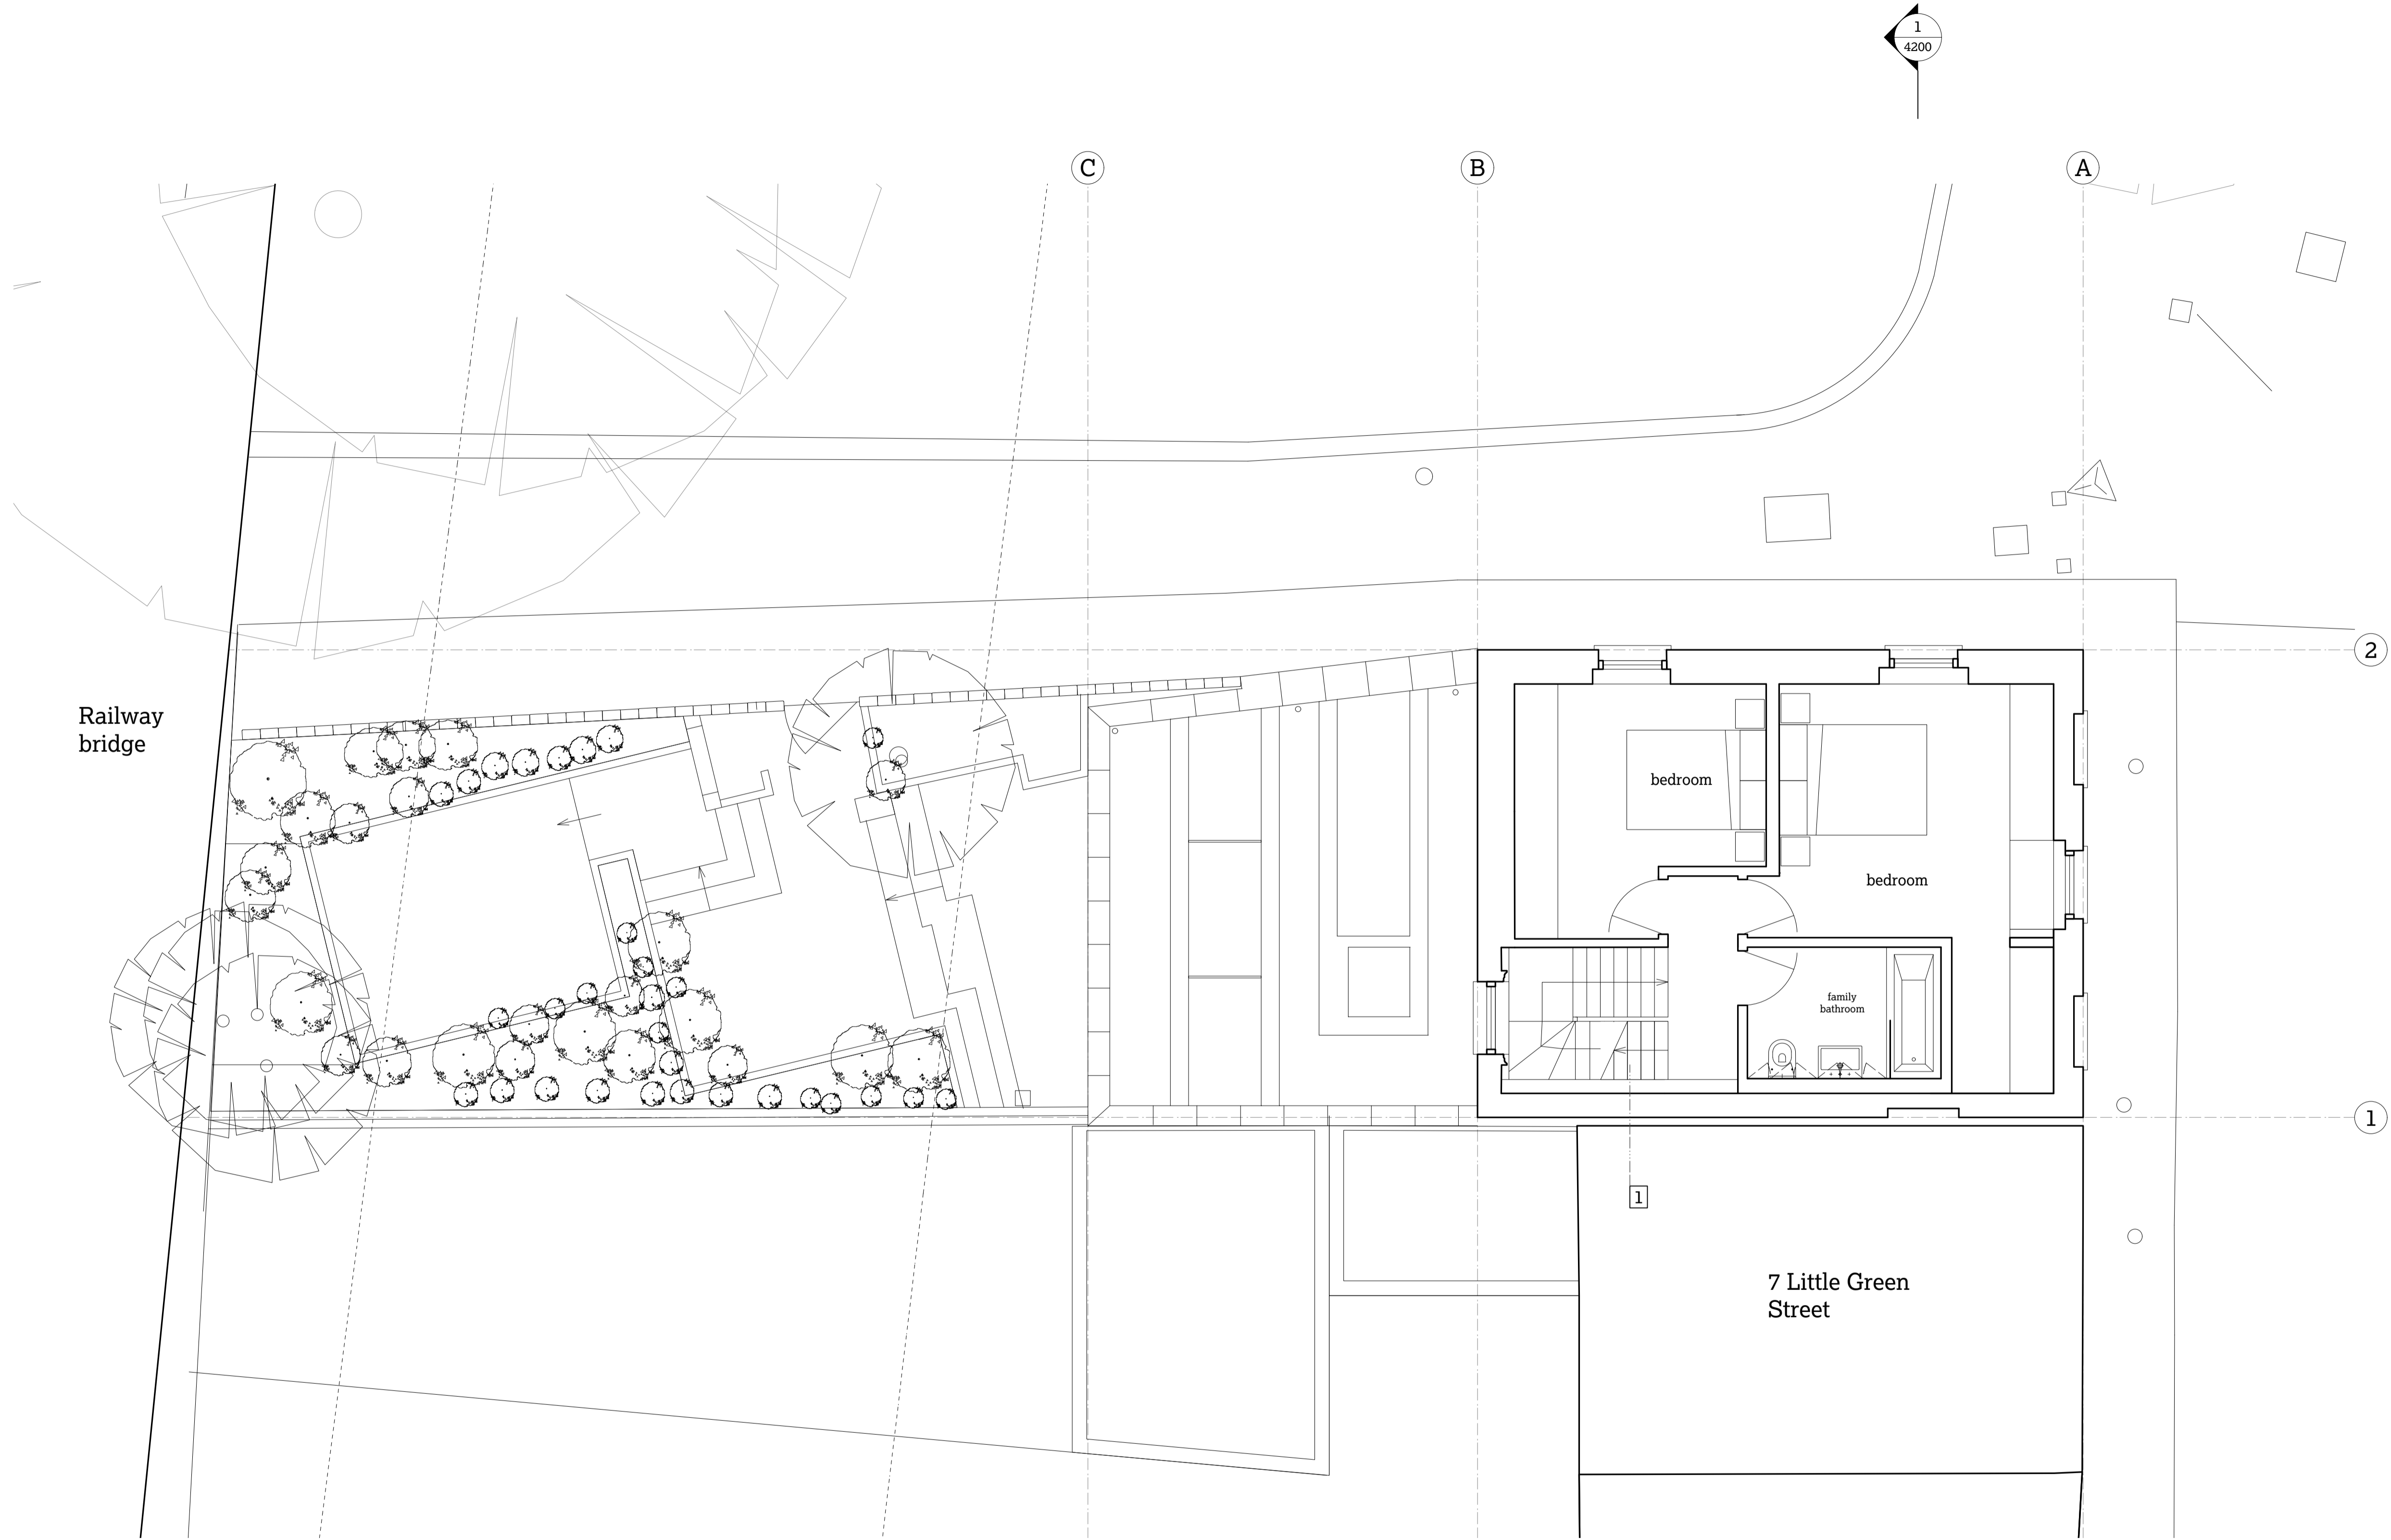 1
4200
C
B
A
2
Railway
bridge
bedroom
bedroom
family
bathroom
1
1
7 Little Green
Street